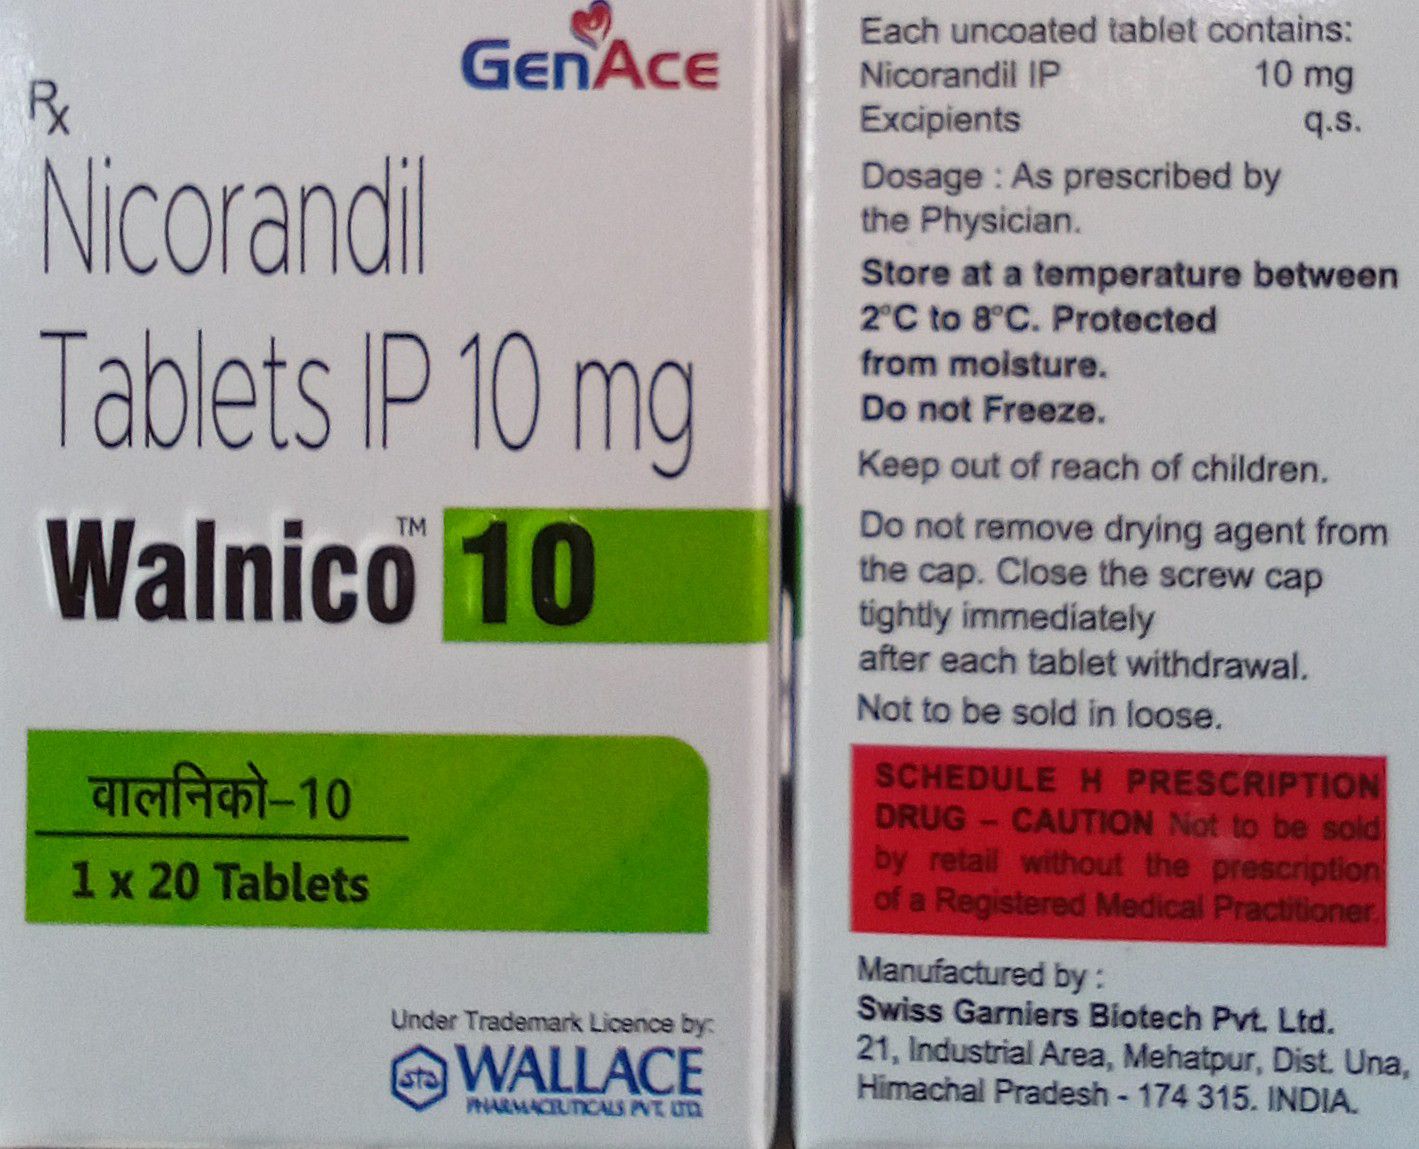 GenAce
Rx
Nicorandil
Tablets IP 10 mg
Walnico™ 10
वालनिको–10
1 x 20 Tablets
Under Trademark Licence by:
WALLACE
PHARMACEUTICALS PVT. LTD.
Each uncoated tablet contains:
Nicorandil IP 10 mg
Excipients q.s.
Dosage : As prescribed by
the Physician.
Store at a temperature between
2°C to 8°C. Protected
from moisture.
Do not Freeze.
Keep out of reach of children.
Do not remove drying agent from
the cap. Close the screw cap
tightly immediately
after each tablet withdrawal.
Not to be sold in loose.
SCHEDULE H PRESCRIPTION
DRUG – CAUTION Not to be sold
by retail without the prescription
of a Registered Medical Practitioner.
Manufactured by :
Swiss Garniers Biotech Pvt. Ltd.
21, Industrial Area, Mehatpur, Dist. Una,
Himachal Pradesh - 174 315. INDIA.